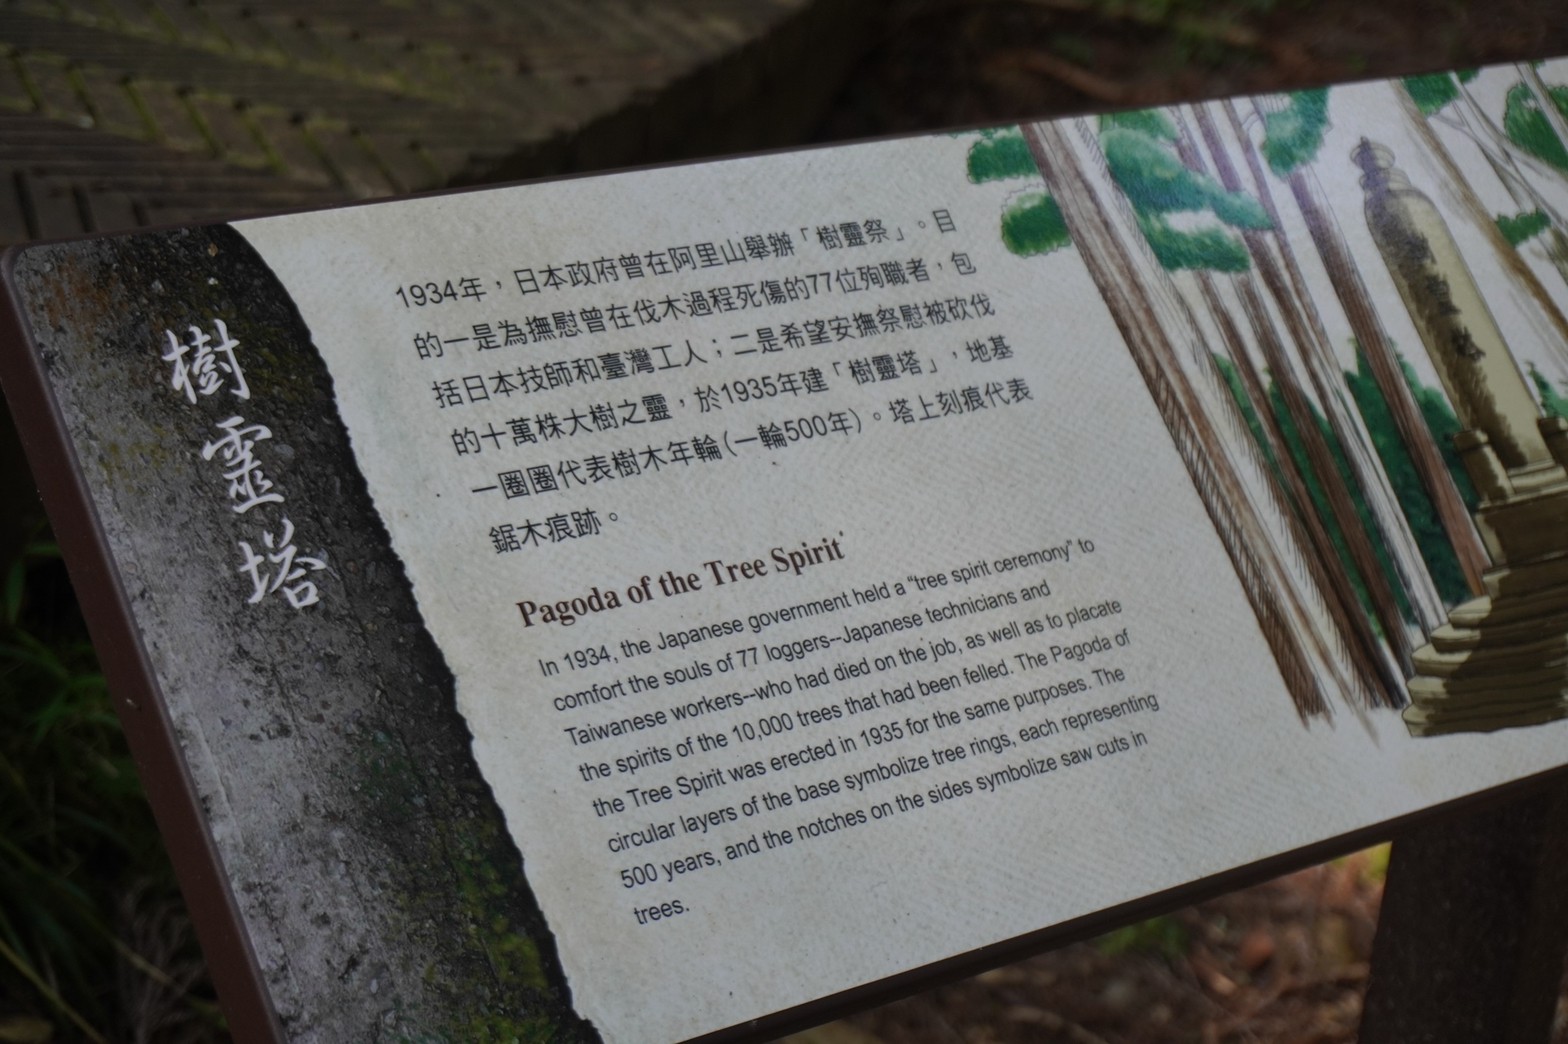 樹靈塔
1934年，日本政府曾在阿里山舉辦「樹靈祭」。目
的一是為撫慰曾在伐木過程死傷的77位殉職者，包
括日本技師和臺灣工人；二是希望安撫祭慰被砍伐
的十萬株大樹之靈，於1935年建「樹靈塔」，地基
一圈圈代表樹木年輪（一輪500年）。塔上刻痕代表
鋸木痕跡。
Pagoda of the Tree Spirit
In 1934, the Japanese government held a "tree spirit ceremony" to
comfort the souls of 77 loggers--Japanese technicians and
Taiwanese workers--who had died on the job, as well as to placate
the spirits of the 10,000 trees that had been felled. The Pagoda of
the Tree Spirit was erected in 1935 for the same purposes. The
circular layers of the base symbolize tree rings, each representing
500 years, and the notches on the sides symbolize saw cuts in
trees.